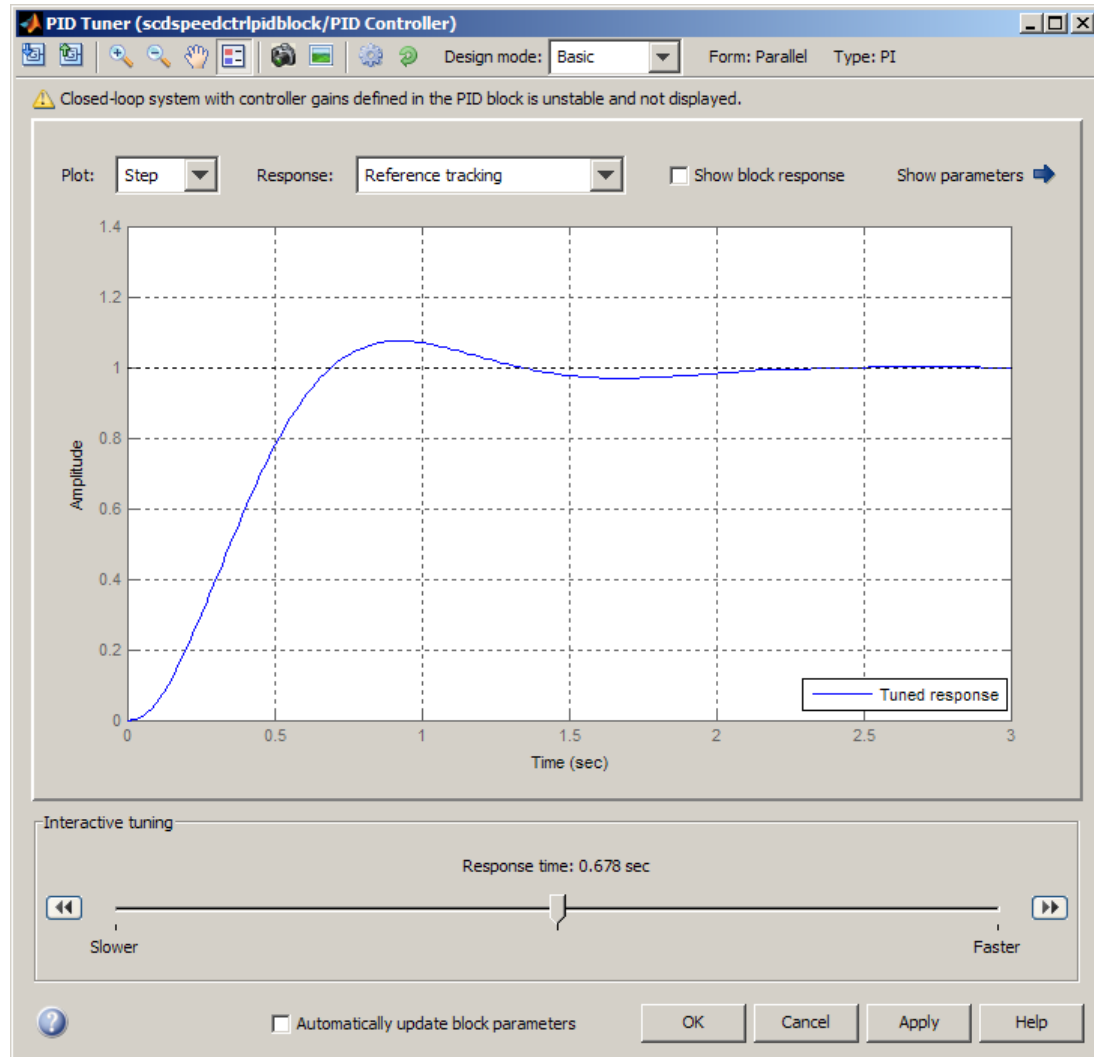 PID Tuner (scdspeedctrlpidblock/PID Controller)
Design mode: Basic Form: Parallel Type: PI
Closed-loop system with controller gains defined in the PID block is unstable and not displayed.
Plot: Step Response: Reference tracking Show block response Show parameters
1.4
1.2
1
0.8
0.6
0.4
0.2
0
Amplitude
Tuned response
0 0.5 1 1.5 2 2.5 3
Time (sec)
Interactive tuning
Response time: 0.678 sec
Slower Faster
Automatically update block parameters OK Cancel Apply Help